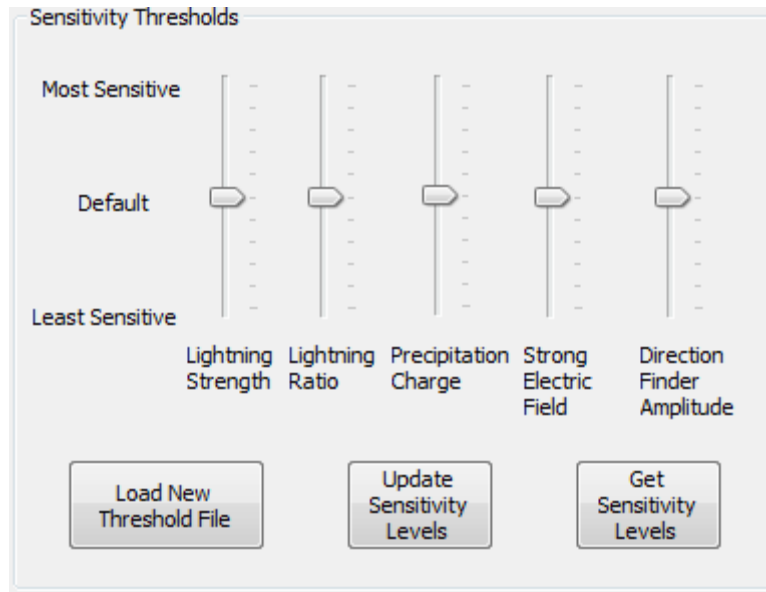 Sensitivity Thresholds
Most Sensitive
Default
Least Sensitive
Lightning
Strength
Lightning
Ratio
Precipitation
Charge
Strong
Electric
Field
Direction
Finder
Amplitude
Load New
Threshold File
Update
Sensitivity
Levels
Get
Sensitivity
Levels